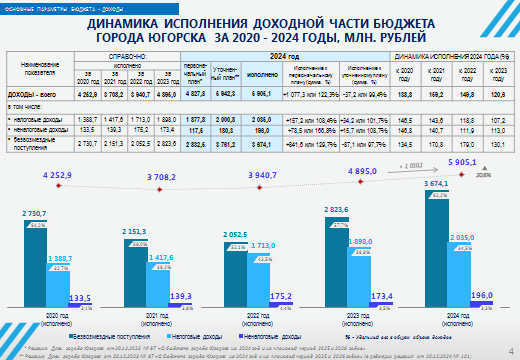 ОСНОВНЫЕ ПАРАМЕТРЫ БЮДЖЕТА - ДОХОДЫ
ДИНАМИКА ИСПОЛНЕНИЯ ДОХОДНОЙ ЧАСТИ БЮДЖЕТА
ГОРОДА ЮГОРСКА ЗА 2020 - 2024 ГОДЫ, МЛН. РУБЛЕЙ
Наименование показателя
СПРАВОЧНО:
2024 год
ДИНАМИКА ИСПОЛНЕНИЯ 2024 ГОДА (%)
исполнено
за 2020 год
за 2021 год
за 2022 год
за 2023 год
первона-чальный план*
Уточнен-ный план**
исполнено
Исполнение к первоначальному плану (сумма, %)
Исполнение к уточненному плану (сумма, %)
к 2020
к 2021
к 2022
к 2023
ДОХОДЫ - всего 4 252,9 3 708,2 3 940,7 4 895,0 4 827,8 5 942,3 5 905,1 +1 077,3 или 122,3% -37,2 или 99,4% 138,8 159,2 149,8 120,6
в том числе:
• налоговые доходы 1 388,7 1 417,6 1 713,0 1 898,0 1 877,8 2 000,8 2 035,0 +157,2 или 108,4% +34,2 или 101,7% 146,5 143,6 118,8 107,2
• неналоговые доходы 133,5 139,3 175,2 173,4 117,5 180,3 196,0 +78,5 или 166,8% +15,7 или 108,7% 146,8 140,7 111,9 113,0
• безвозмездные поступления 2 730,7 2 151,3 2 052,5 2 823,6 2 832,5 3 761,2 3 674,1 +841,6 или 129,7% -87,1 или 97,7% 134,5 170,8 179,0 130,1
4 252,9
3 708,2
3 940,7
4 895,0
+ 1 010,1
5 905,1
20,6%
2 730,7
1 388,7
133,5
2 151,3
1 417,6
139,3
2 052,5
1 713,0
175,2
2 823,6
1 898,0
173,4
3 674,1
2 035,0
196,0
2020 год (исполнено)
2021 год (исполнено)
2022 год (исполнено)
2023 год (исполнено)
2024 год (исполнено)
Безвозмездные поступления
Налоговые доходы
Неналоговые доходы
% - Удельный вес в общем объеме доходов
4